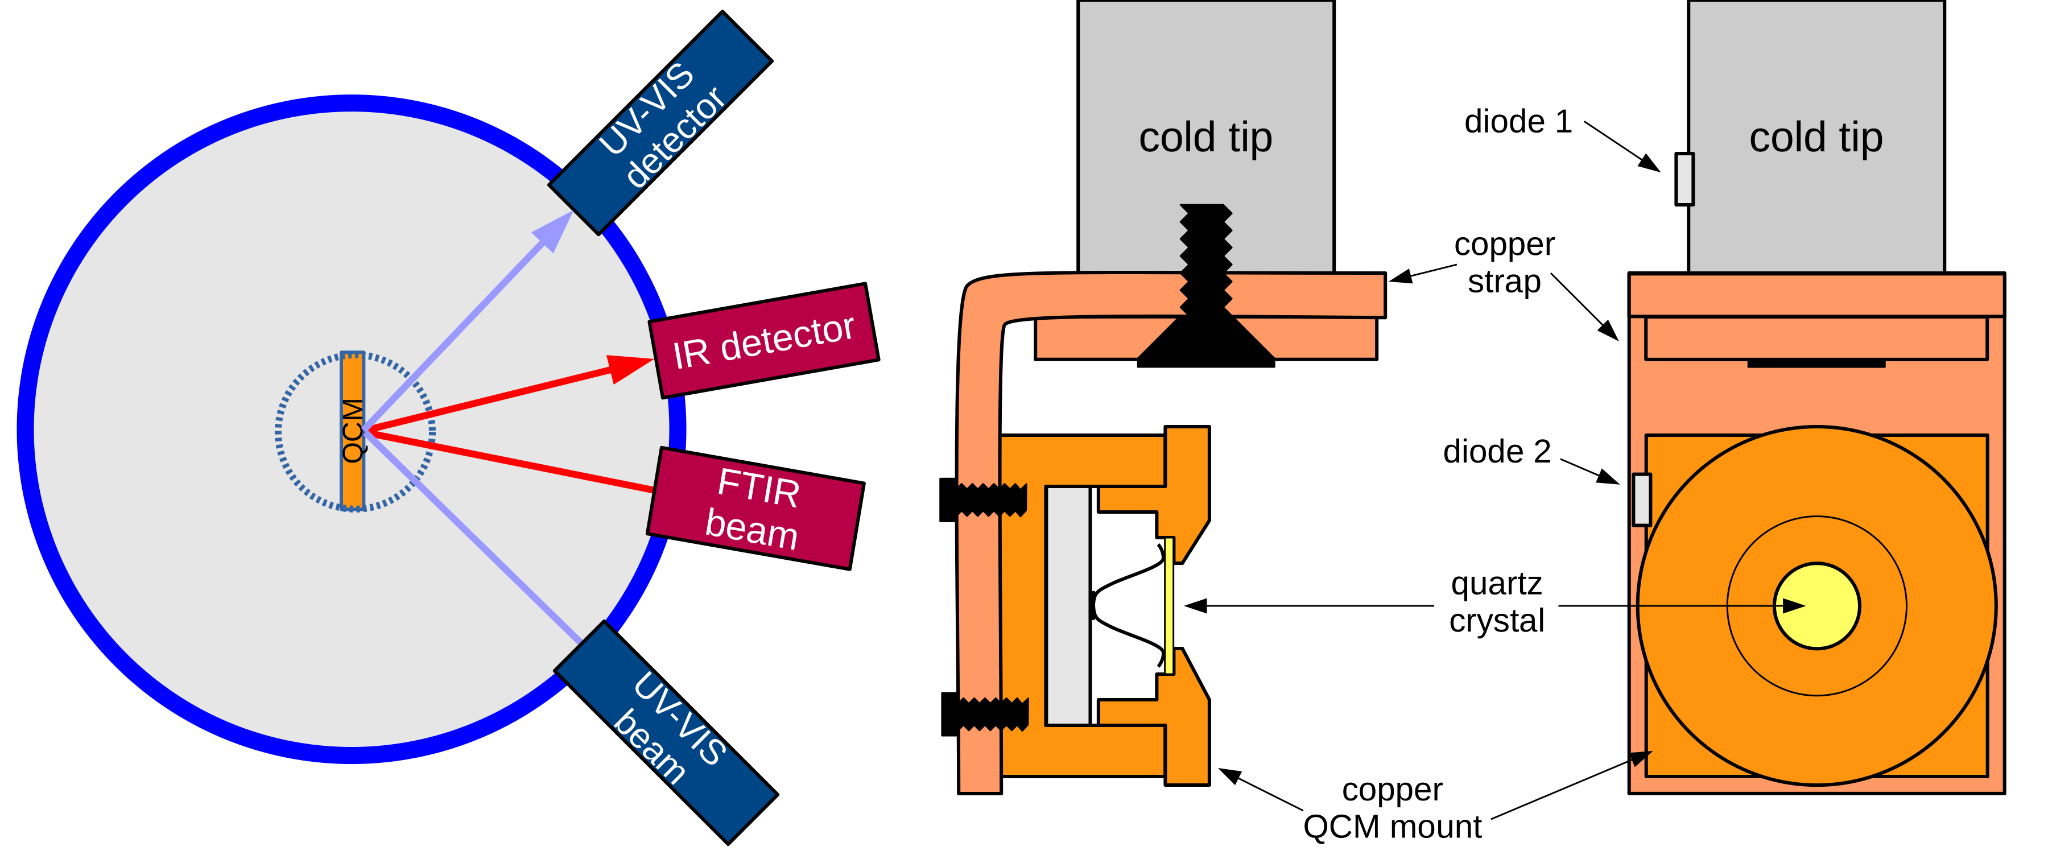 UV-VIS
detector
IR detector
QCM
FTIR
beam
UV-VIS
beam
cold tip
diode 1
cold tip
copper
strap
diode 2
quartz
crystal
copper
QCM mount